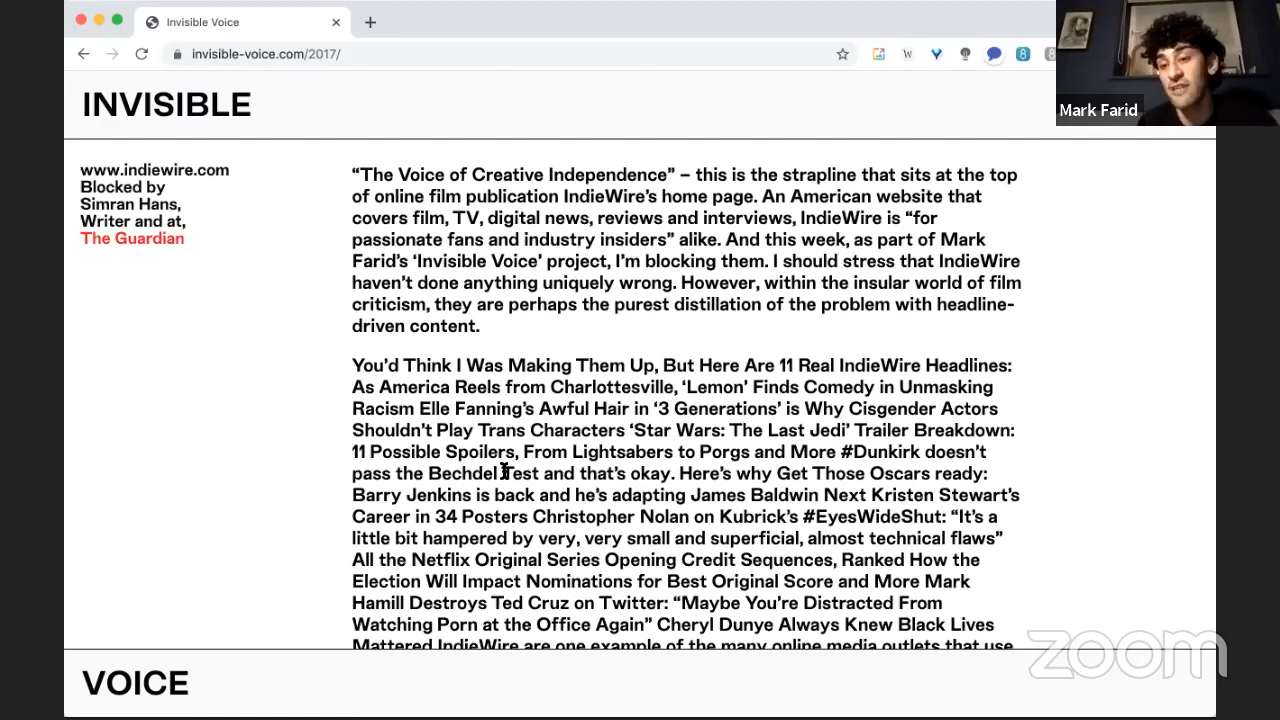 Invisible Voice
invisible-voice.com/2017/
Mark Farid
INVISIBLE
www.indiewire.com
Blocked by
Simran Hans,
Writer and at,
The Guardian
“The Voice of Creative Independence” – this is the strapline that sits at the top
of online film publication IndieWire’s home page. An American website that
covers film, TV, digital news, reviews and interviews, IndieWire is “for
passionate fans and industry insiders” alike. And this week, as part of Mark
Farid’s ‘Invisible Voice’ project, I’m blocking them. I should stress that IndieWire
haven’t done anything uniquely wrong. However, within the insular world of film
criticism, they are perhaps the purest distillation of the problem with headline-
driven content.
You’d Think I Was Making Them Up, But Here Are 11 Real IndieWire Headlines:
As America Reels from Charlottesville, ‘Lemon’ Finds Comedy in Unmasking
Racism Elle Fanning’s Awful Hair in ‘3 Generations’ is Why Cisgender Actors
Shouldn’t Play Trans Characters ‘Star Wars: The Last Jedi’ Trailer Breakdown:
11 Possible Spoilers, From Lightsabers to Porgs and More #Dunkirk doesn’t
pass the Bechdel Test and that’s okay. Here’s why Get Those Oscars ready:
Barry Jenkins is back and he’s adapting James Baldwin Next Kristen Stewart’s
Career in 34 Posters Christopher Nolan on Kubrick’s #EyesWideShut: “It’s a
little bit hampered by very, very small and superficial, almost technical flaws”
All the Netflix Original Series Opening Credit Sequences, Ranked How the
Election Will Impact Nominations for Best Original Score and More Mark
Hamill Destroys Ted Cruz on Twitter: “Maybe You’re Distracted From
Watching Porn at the Office Again” Cheryl Dunye Always Knew Black Lives
Mattered IndieWire are one example of the many online media outlets that use
VOICE
zoom